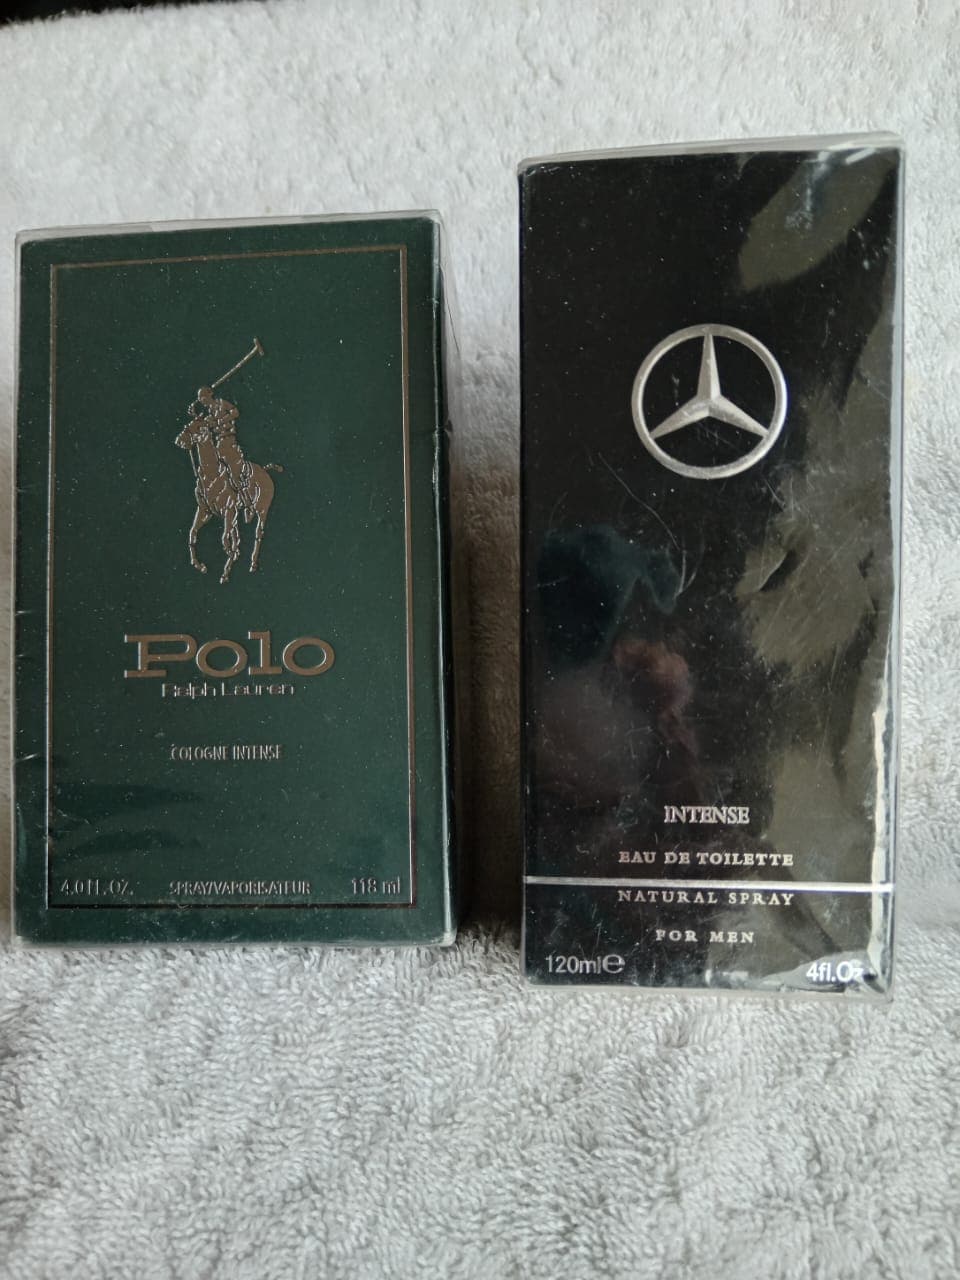 Polo
Ralph Lauren
COLOGNE INTENSE
4.0 FL.OZ. SPRAY/VAPORISATEUR 118 ml
INTENSE
EAU DE TOILETTE
NATURAL SPRAY
FOR MEN
120ml℮ 4fl.Oz